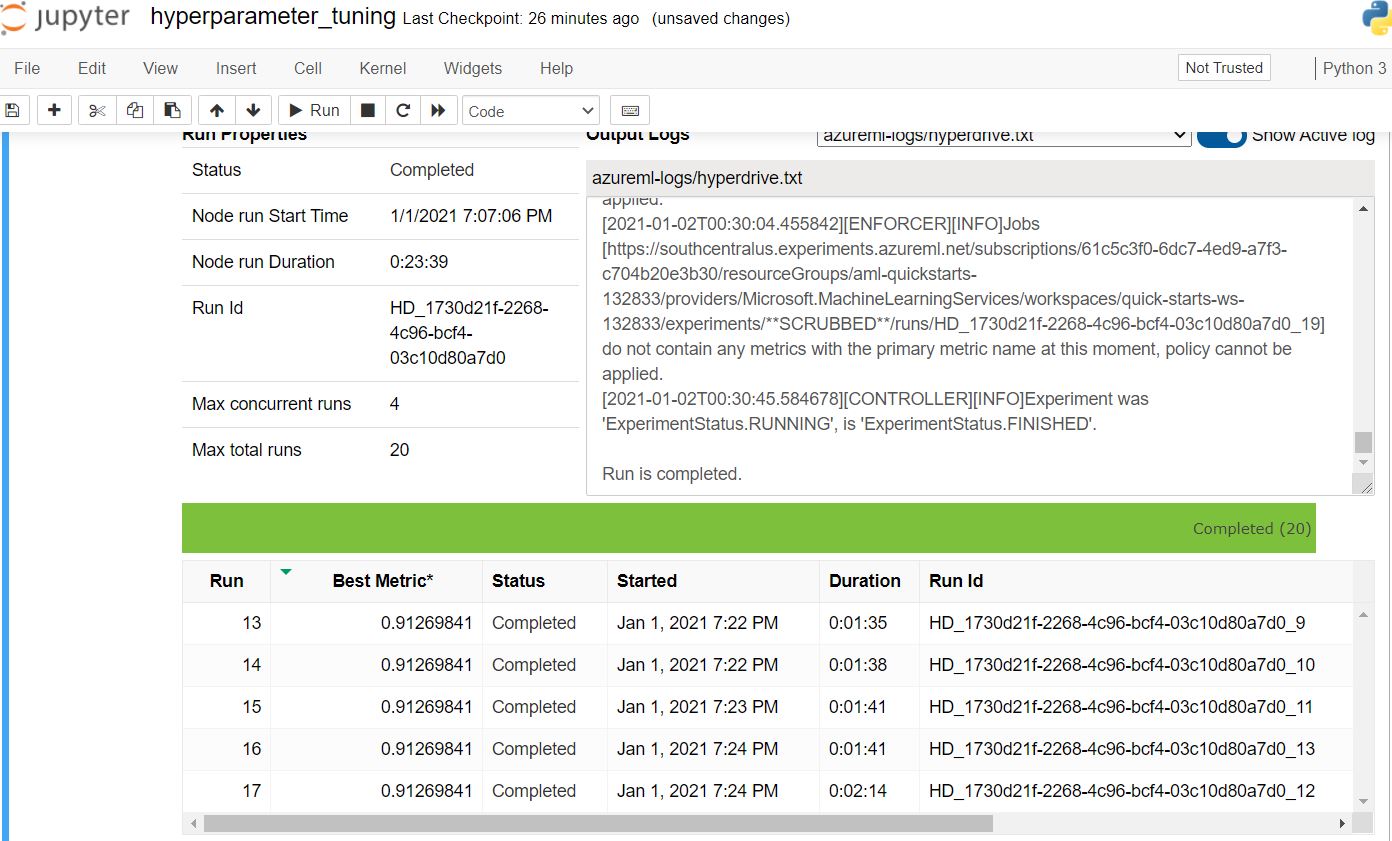 jupyter hyperparameter_tuning Last Checkpoint: 26 minutes ago (unsaved changes)
File Edit View Insert Cell Kernel Widgets Help Not Trusted Python 3
Run Code
Run Properties
Status Completed
Node run Start Time 1/1/2021 7:07:06 PM
Node run Duration 0:23:39
Run Id HD_1730d21f-2268-
4c96-bcf4-
03c10d80a7d0
Max concurrent runs 4
Max total runs 20
Output Logs azureml-logs/hyperdrive.txt Show Active log
azureml-logs/hyperdrive.txt
applied.
[2021-01-02T00:30:04.455842][ENFORCER][INFO]Jobs
[https://southcentralus.experiments.azureml.net/subscriptions/61c5c3f0-6dc7-4ed9-a7f3-
c704b20e3b30/resourceGroups/aml-quickstarts-
132833/providers/Microsoft.MachineLearningServices/workspaces/quick-starts-ws-
132833/experiments/**SCRUBBED**/runs/HD_1730d21f-2268-4c96-bcf4-03c10d80a7d0_19]
do not contain any metrics with the primary metric name at this moment, policy cannot be
applied.
[2021-01-02T00:30:45.584678][CONTROLLER][INFO]Experiment was
'ExperimentStatus.RUNNING', is 'ExperimentStatus.FINISHED'.
Run is completed.
Completed (20)
Run Best Metric* Status Started Duration Run Id
13 0.91269841 Completed Jan 1, 2021 7:22 PM 0:01:35 HD_1730d21f-2268-4c96-bcf4-03c10d80a7d0_9
14 0.91269841 Completed Jan 1, 2021 7:22 PM 0:01:38 HD_1730d21f-2268-4c96-bcf4-03c10d80a7d0_10
15 0.91269841 Completed Jan 1, 2021 7:23 PM 0:01:41 HD_1730d21f-2268-4c96-bcf4-03c10d80a7d0_11
16 0.91269841 Completed Jan 1, 2021 7:24 PM 0:01:41 HD_1730d21f-2268-4c96-bcf4-03c10d80a7d0_13
17 0.91269841 Completed Jan 1, 2021 7:24 PM 0:02:14 HD_1730d21f-2268-4c96-bcf4-03c10d80a7d0_12